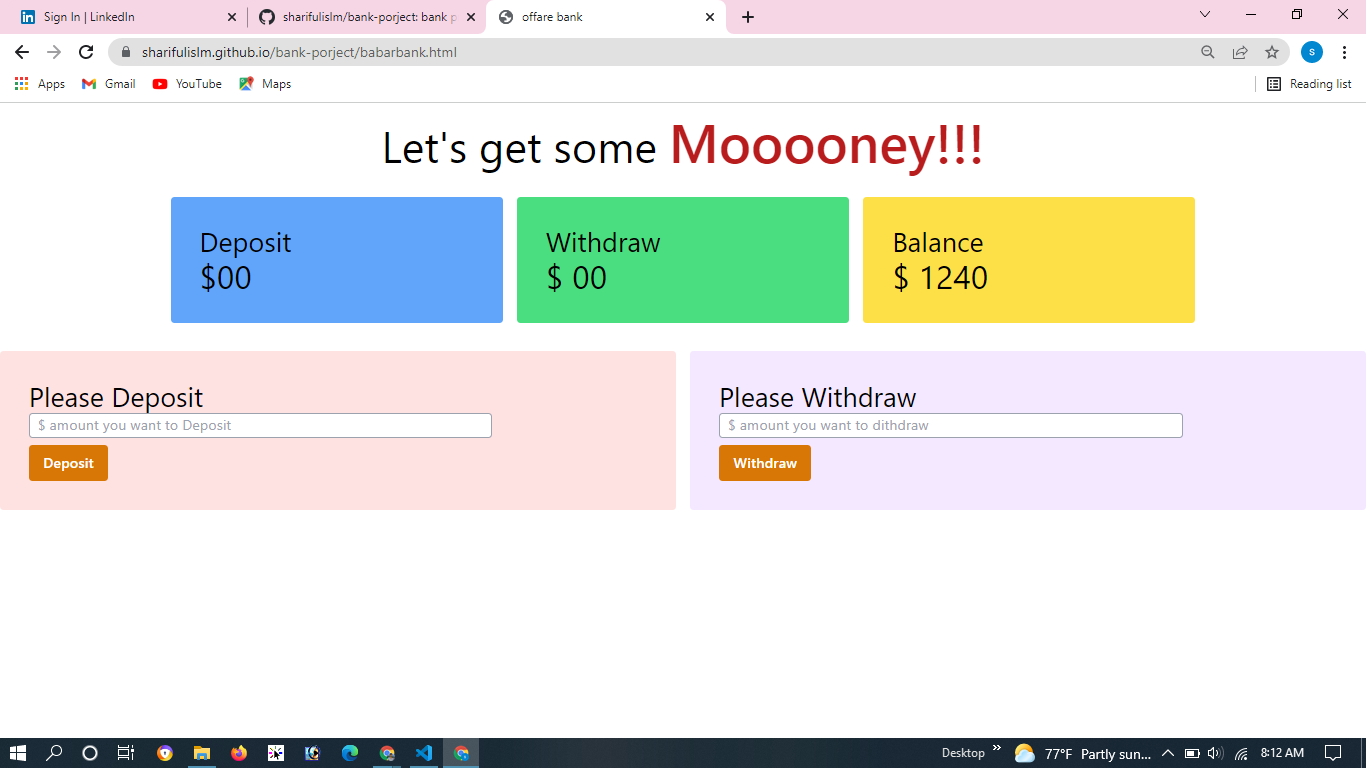 Sign In | LinkedIn
sharifulislm/bank-porject: bank p
offare bank
sharifulislm.github.io/bank-porject/babarbank.html
s
Apps
Gmail
YouTube
Maps
Reading list
Let's get some Mooooney!!!
Deposit
$00
Withdraw
$ 00
Balance
$ 1240
Please Deposit
$ amount you want to Deposit
Deposit
Please Withdraw
$ amount you want to dithdraw
Withdraw
Desktop
77°F Partly sun...
8:12 AM